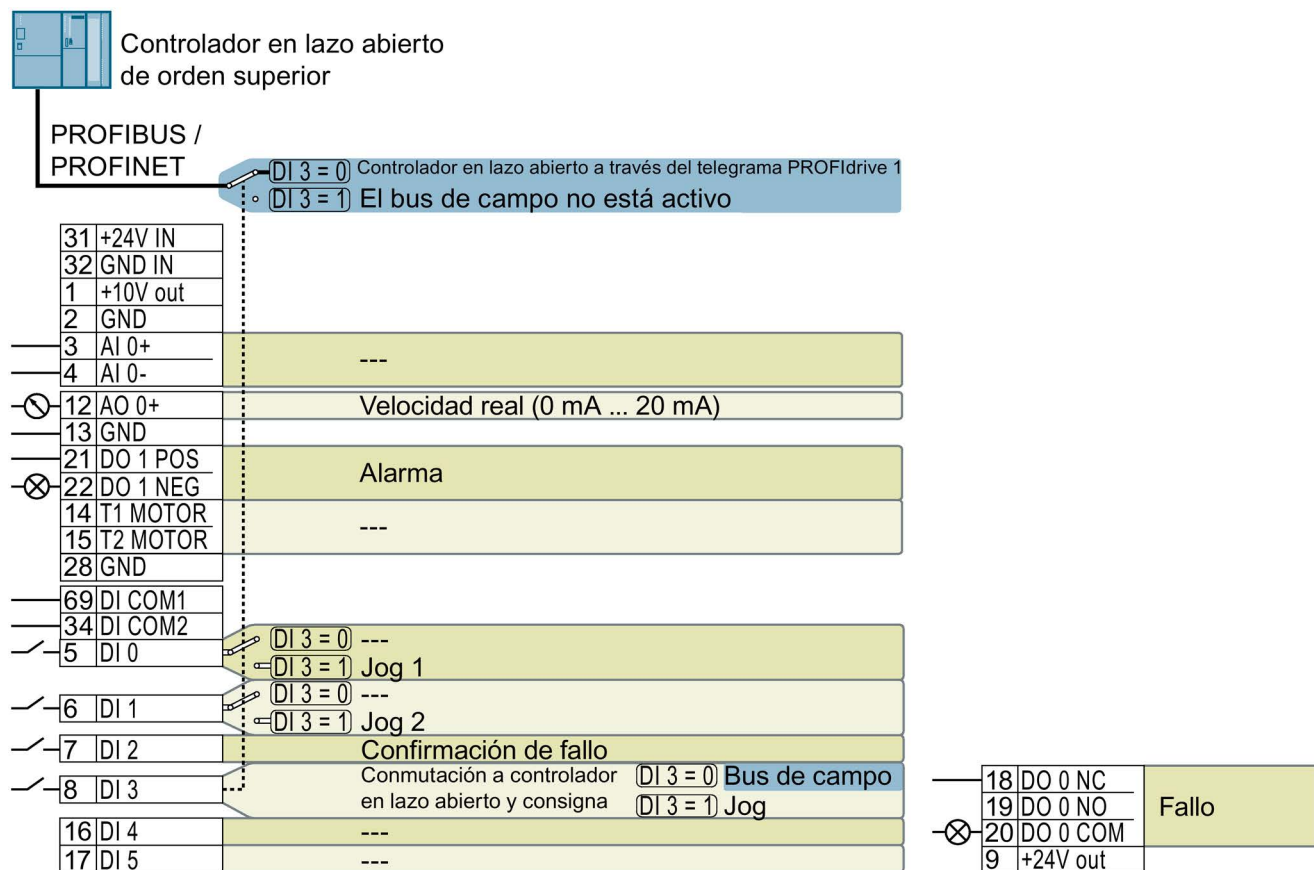 Controlador en lazo abierto
de orden superior
PROFIBUS /
PROFINET
DI 3 = 0 Controlador en lazo abierto a través del telegrama PROFIdrive 1
DI 3 = 1 El bus de campo no está activo
31 +24V IN
32 GND IN
1 +10V out
2 GND
3 AI 0+
---
4 AI 0-
12 AO 0+ Velocidad real (0 mA ... 20 mA)
13 GND
21 DO 1 POS
Alarma
22 DO 1 NEG
14 T1 MOTOR
---
15 T2 MOTOR
28 GND
69 DI COM1
34 DI COM2
DI 3 = 0 ---
5 DI 0
DI 3 = 1 Jog 1
DI 3 = 0 ---
6 DI 1
DI 3 = 1 Jog 2
7 DI 2 Confirmación de fallo
8 DI 3
Conmutación a controlador
en lazo abierto y consigna
DI 3 = 0 Bus de campo
DI 3 = 1 Jog
16 DI 4 ---
17 DI 5 ---
18 DO 0 NC
19 DO 0 NO
Fallo
20 DO 0 COM
9 +24V out